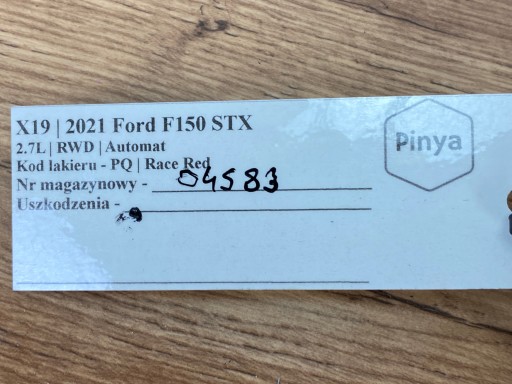 X19 | 2021 Ford F150 STX
2.7L | RWD | Automat
Kod lakieru - PQ | Race Red
Nr magazynowy - 04583
Uszkodzenia -
Pinya